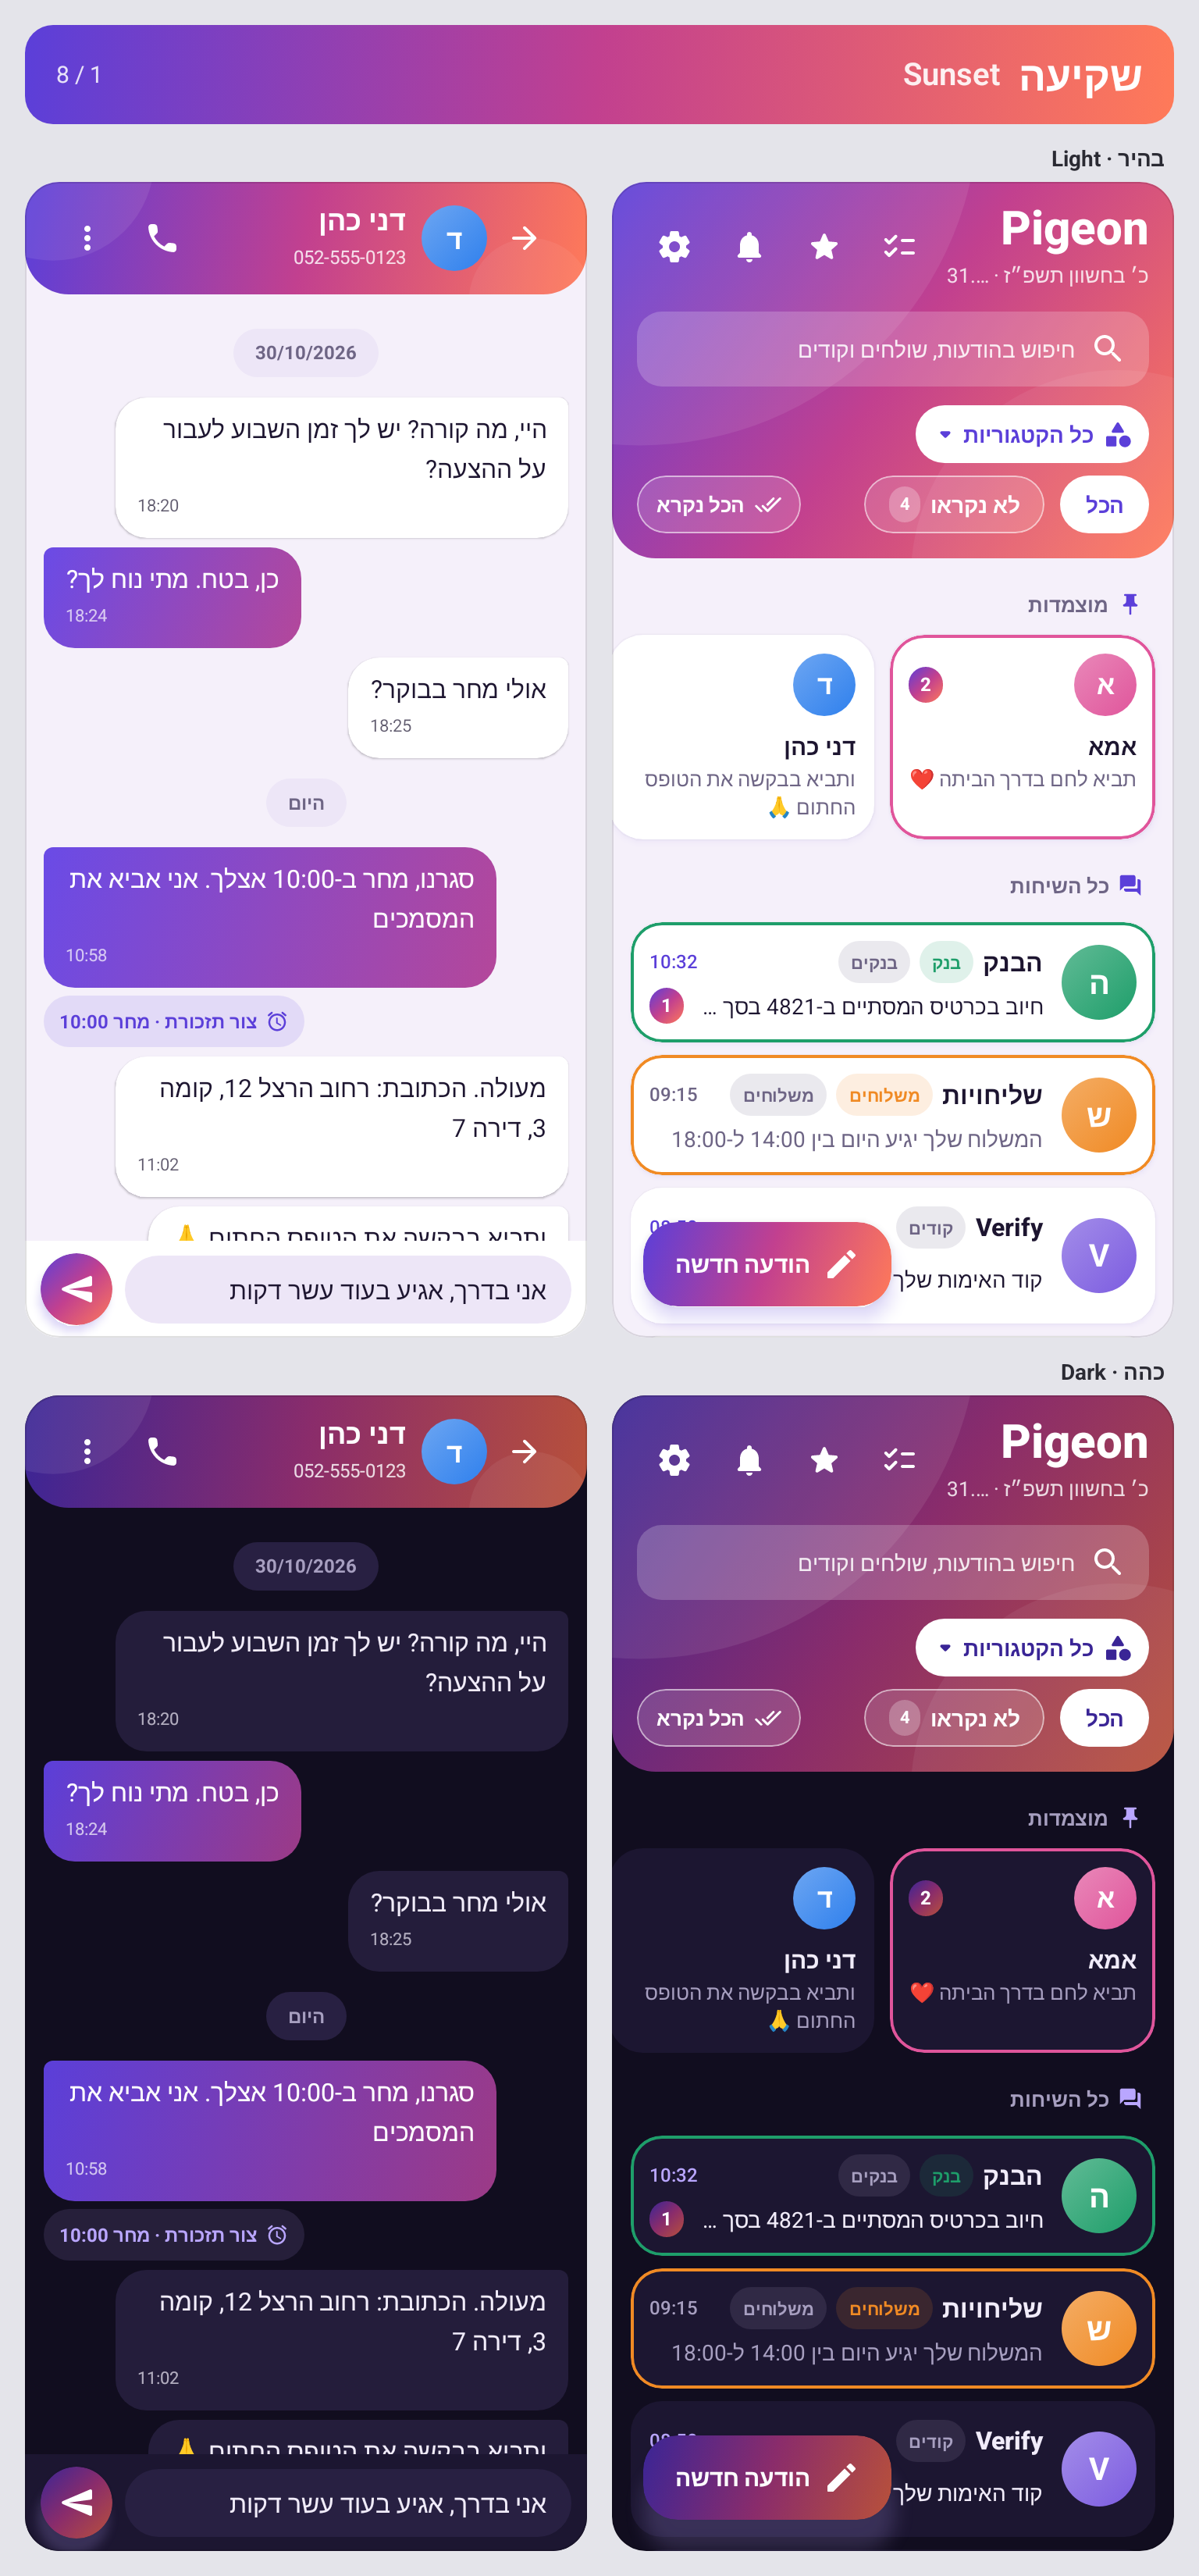 שקיעה Sunset
8 / 1
בהיר · Light
Pigeon
כ׳ בחשוון תשפ״ז · 31.…
חיפוש בהודעות, שולחים וקודים
כל הקטגוריות
הכל
לא נקראו 4
הכל נקרא
מוצמדות
א
2
אמא
תביא לחם בדרך הביתה ❤️
ד
דני כהן
ותביא בבקשה את הטופס
החתום 🙏
כל השיחות
ה
הבנק בנק בנקים 10:32
חיוב בכרטיס המסתיים ב-4821 בסך … 1
ש
שליחויות משלוחים משלוחים 09:15
המשלוח שלך יגיע היום בין 14:00 ל-18:00
V
Verify קודים
קוד האימות שלך
הודעה חדשה
ד
דני כהן
052-555-0123
30/10/2026
היי, מה קורה? יש לך זמן השבוע לעבור
על ההצעה?
18:20
כן, בטח. מתי נוח לך?
18:24
אולי מחר בבוקר?
18:25
היום
סגרנו, מחר ב-10:00 אצלך. אני אביא את
המסמכים
10:58
צור תזכורת · מחר 10:00
מעולה. הכתובת: רחוב הרצל 12, קומה
3, דירה 7
11:02
ותביא בבקשה את הטופס החתום 🙏
אני בדרך, אגיע בעוד עשר דקות
כהה · Dark
Pigeon
כ׳ בחשוון תשפ״ז · 31.…
חיפוש בהודעות, שולחים וקודים
כל הקטגוריות
הכל
לא נקראו 4
הכל נקרא
מוצמדות
א
2
אמא
תביא לחם בדרך הביתה ❤️
ד
דני כהן
ותביא בבקשה את הטופס
החתום 🙏
כל השיחות
ה
הבנק בנק בנקים 10:32
חיוב בכרטיס המסתיים ב-4821 בסך … 1
ש
שליחויות משלוחים משלוחים 09:15
המשלוח שלך יגיע היום בין 14:00 ל-18:00
V
Verify קודים
קוד האימות שלך
הודעה חדשה
ד
דני כהן
052-555-0123
30/10/2026
היי, מה קורה? יש לך זמן השבוע לעבור
על ההצעה?
18:20
כן, בטח. מתי נוח לך?
18:24
אולי מחר בבוקר?
18:25
היום
סגרנו, מחר ב-10:00 אצלך. אני אביא את
המסמכים
10:58
צור תזכורת · מחר 10:00
מעולה. הכתובת: רחוב הרצל 12, קומה
3, דירה 7
11:02
ותביא בבקשה את הטופס החתום 🙏
אני בדרך, אגיע בעוד עשר דקות